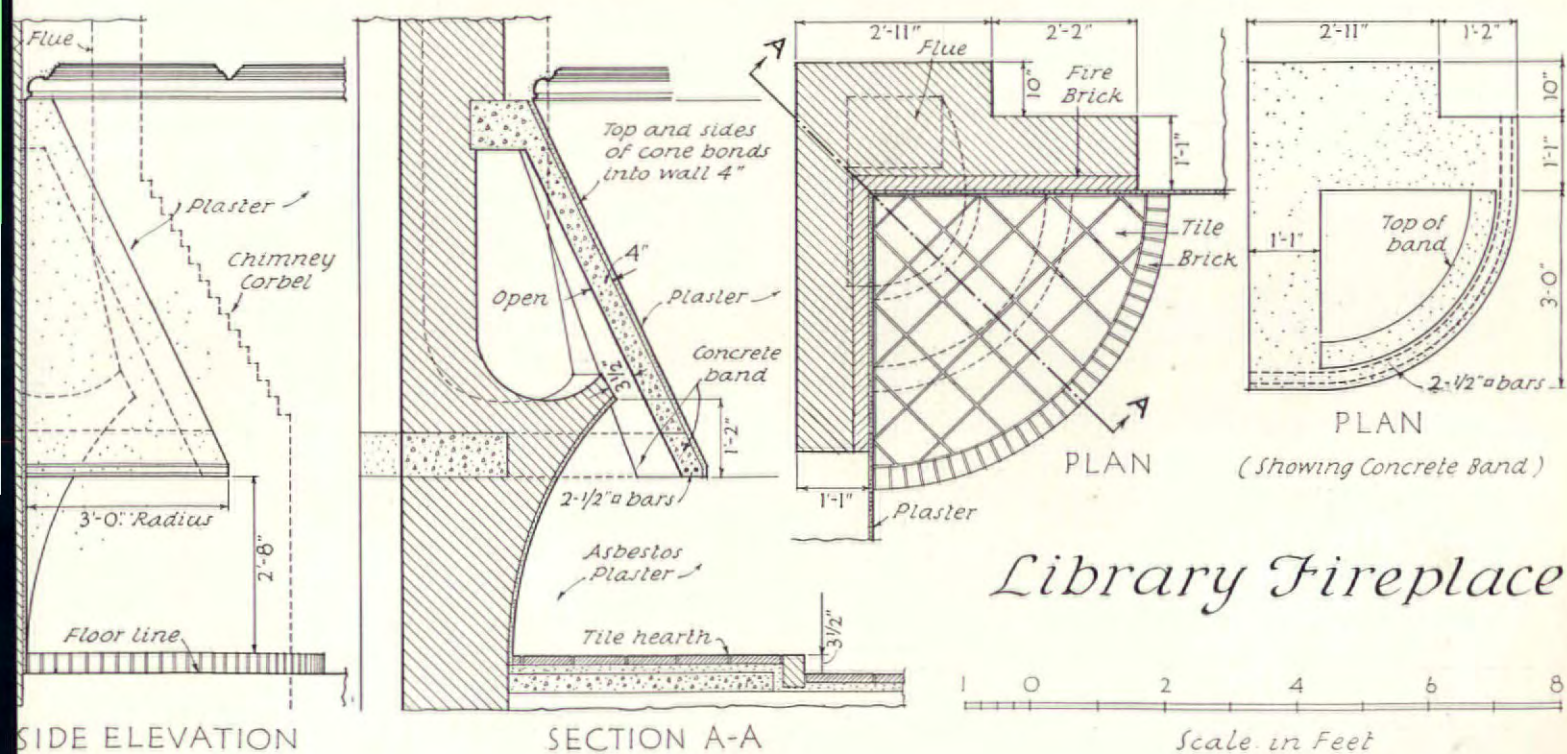 Flue
Plaster
Chimney
Corbel
3'-0" Radius
2'-8"
Floor line
SIDE ELEVATION
Top and sides
of cone bonds
into wall 4"
4"
Open
Plaster
Concrete
band
3½"
1'-2"
2-½"¤ bars
Asbestos
Plaster
Tile hearth
3½"
SECTION A-A
2'-11"
2'-2"
A
Flue
10"
Fire
Brick
1'-1"
Tile
Brick
A
PLAN
1'-1"
Plaster
2'-11"
1'-2"
10"
1'-1"
Top of
band
1'-1"
3'-0"
2-½"¤ bars
PLAN
(Showing Concrete Band)
Library Fireplace
1 0 2 4 6 8
Scale in Feet